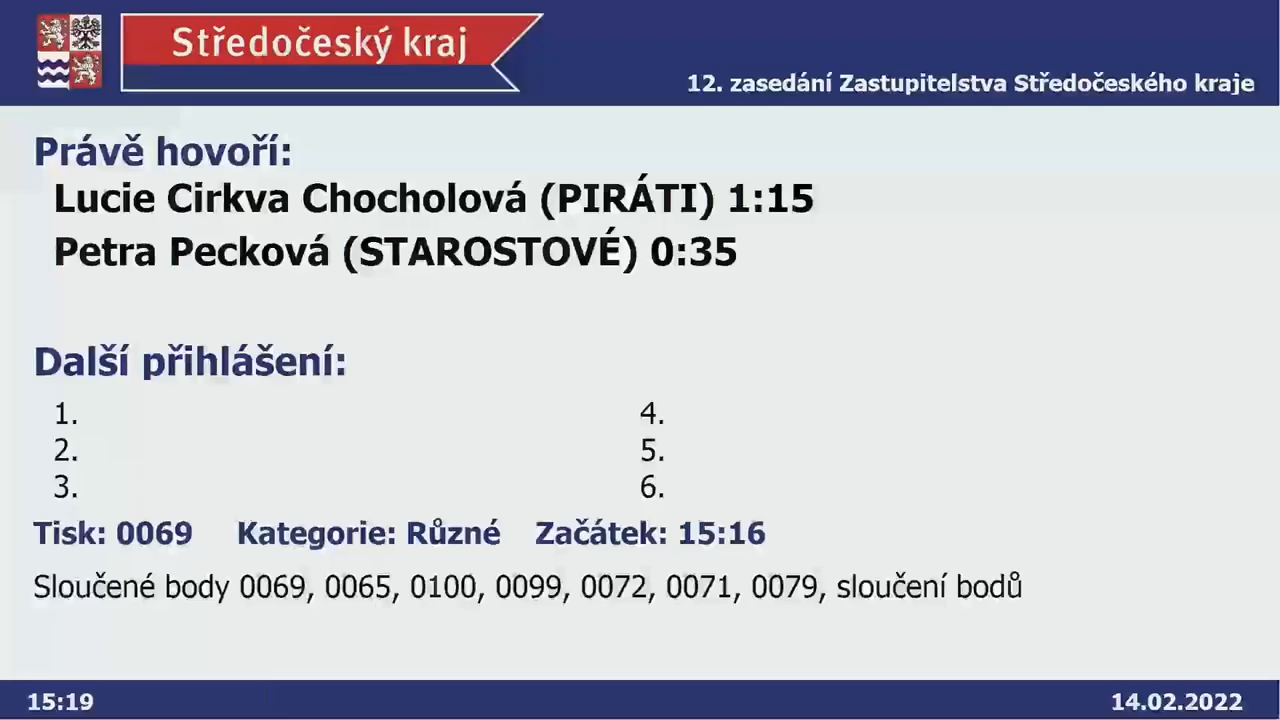 Středočeský kraj
12. zasedání Zastupitelstva Středočeského kraje
Právě hovoří:
Lucie Cirkva Chocholová (PIRÁTI) 1:15
Petra Pecková (STAROSTOVÉ) 0:35
Další přihlášení:
1. 4.
2. 5.
3. 6.
Tisk: 0069 Kategorie: Různé Začátek: 15:16
Sloučené body 0069, 0065, 0100, 0099, 0072, 0071, 0079, sloučení bodů
15:19 14.02.2022